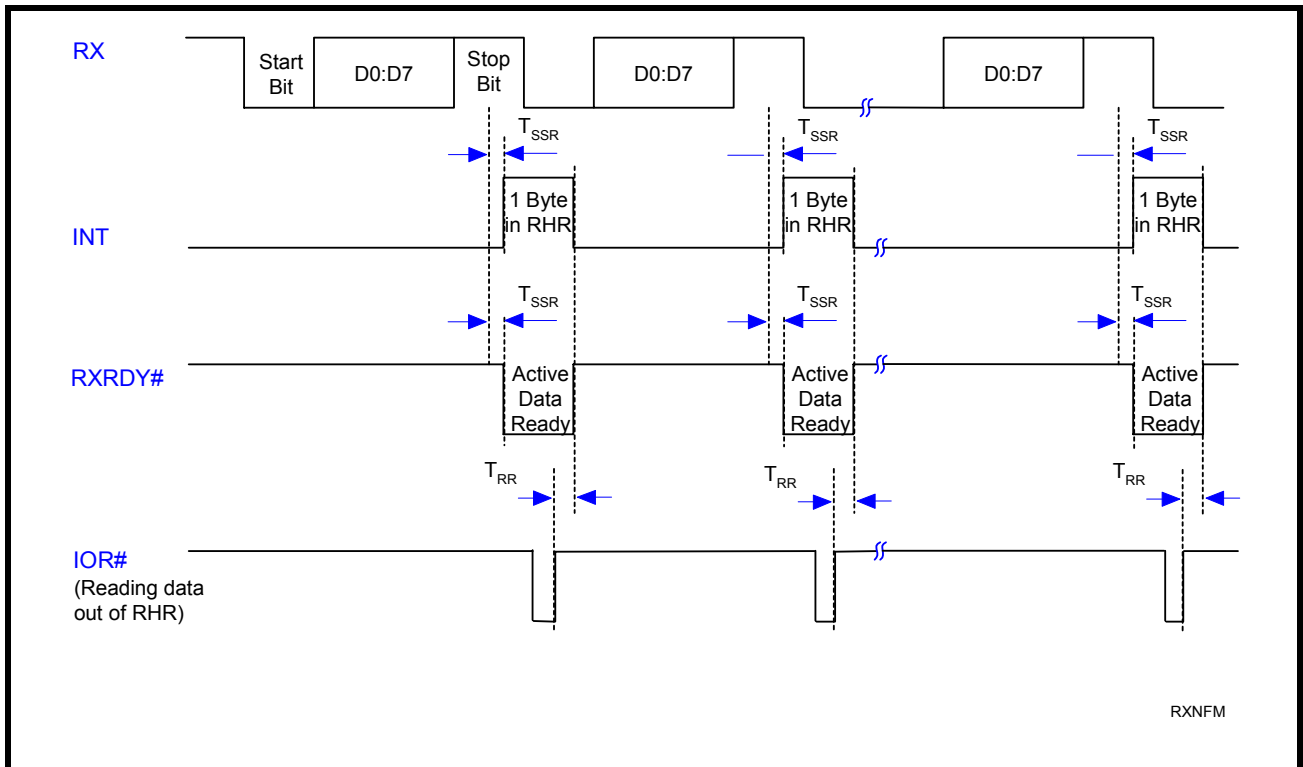 RX
Start
Bit
D0:D7
Stop
Bit
D0:D7
D0:D7
TSSR
TSSR
TSSR
INT
1 Byte
in RHR
1 Byte
in RHR
1 Byte
in RHR
TSSR
TSSR
TSSR
RXRDY#
Active
Data
Ready
Active
Data
Ready
Active
Data
Ready
TRR
TRR
TRR
IOR#
(Reading data
out of RHR)
RXNFM